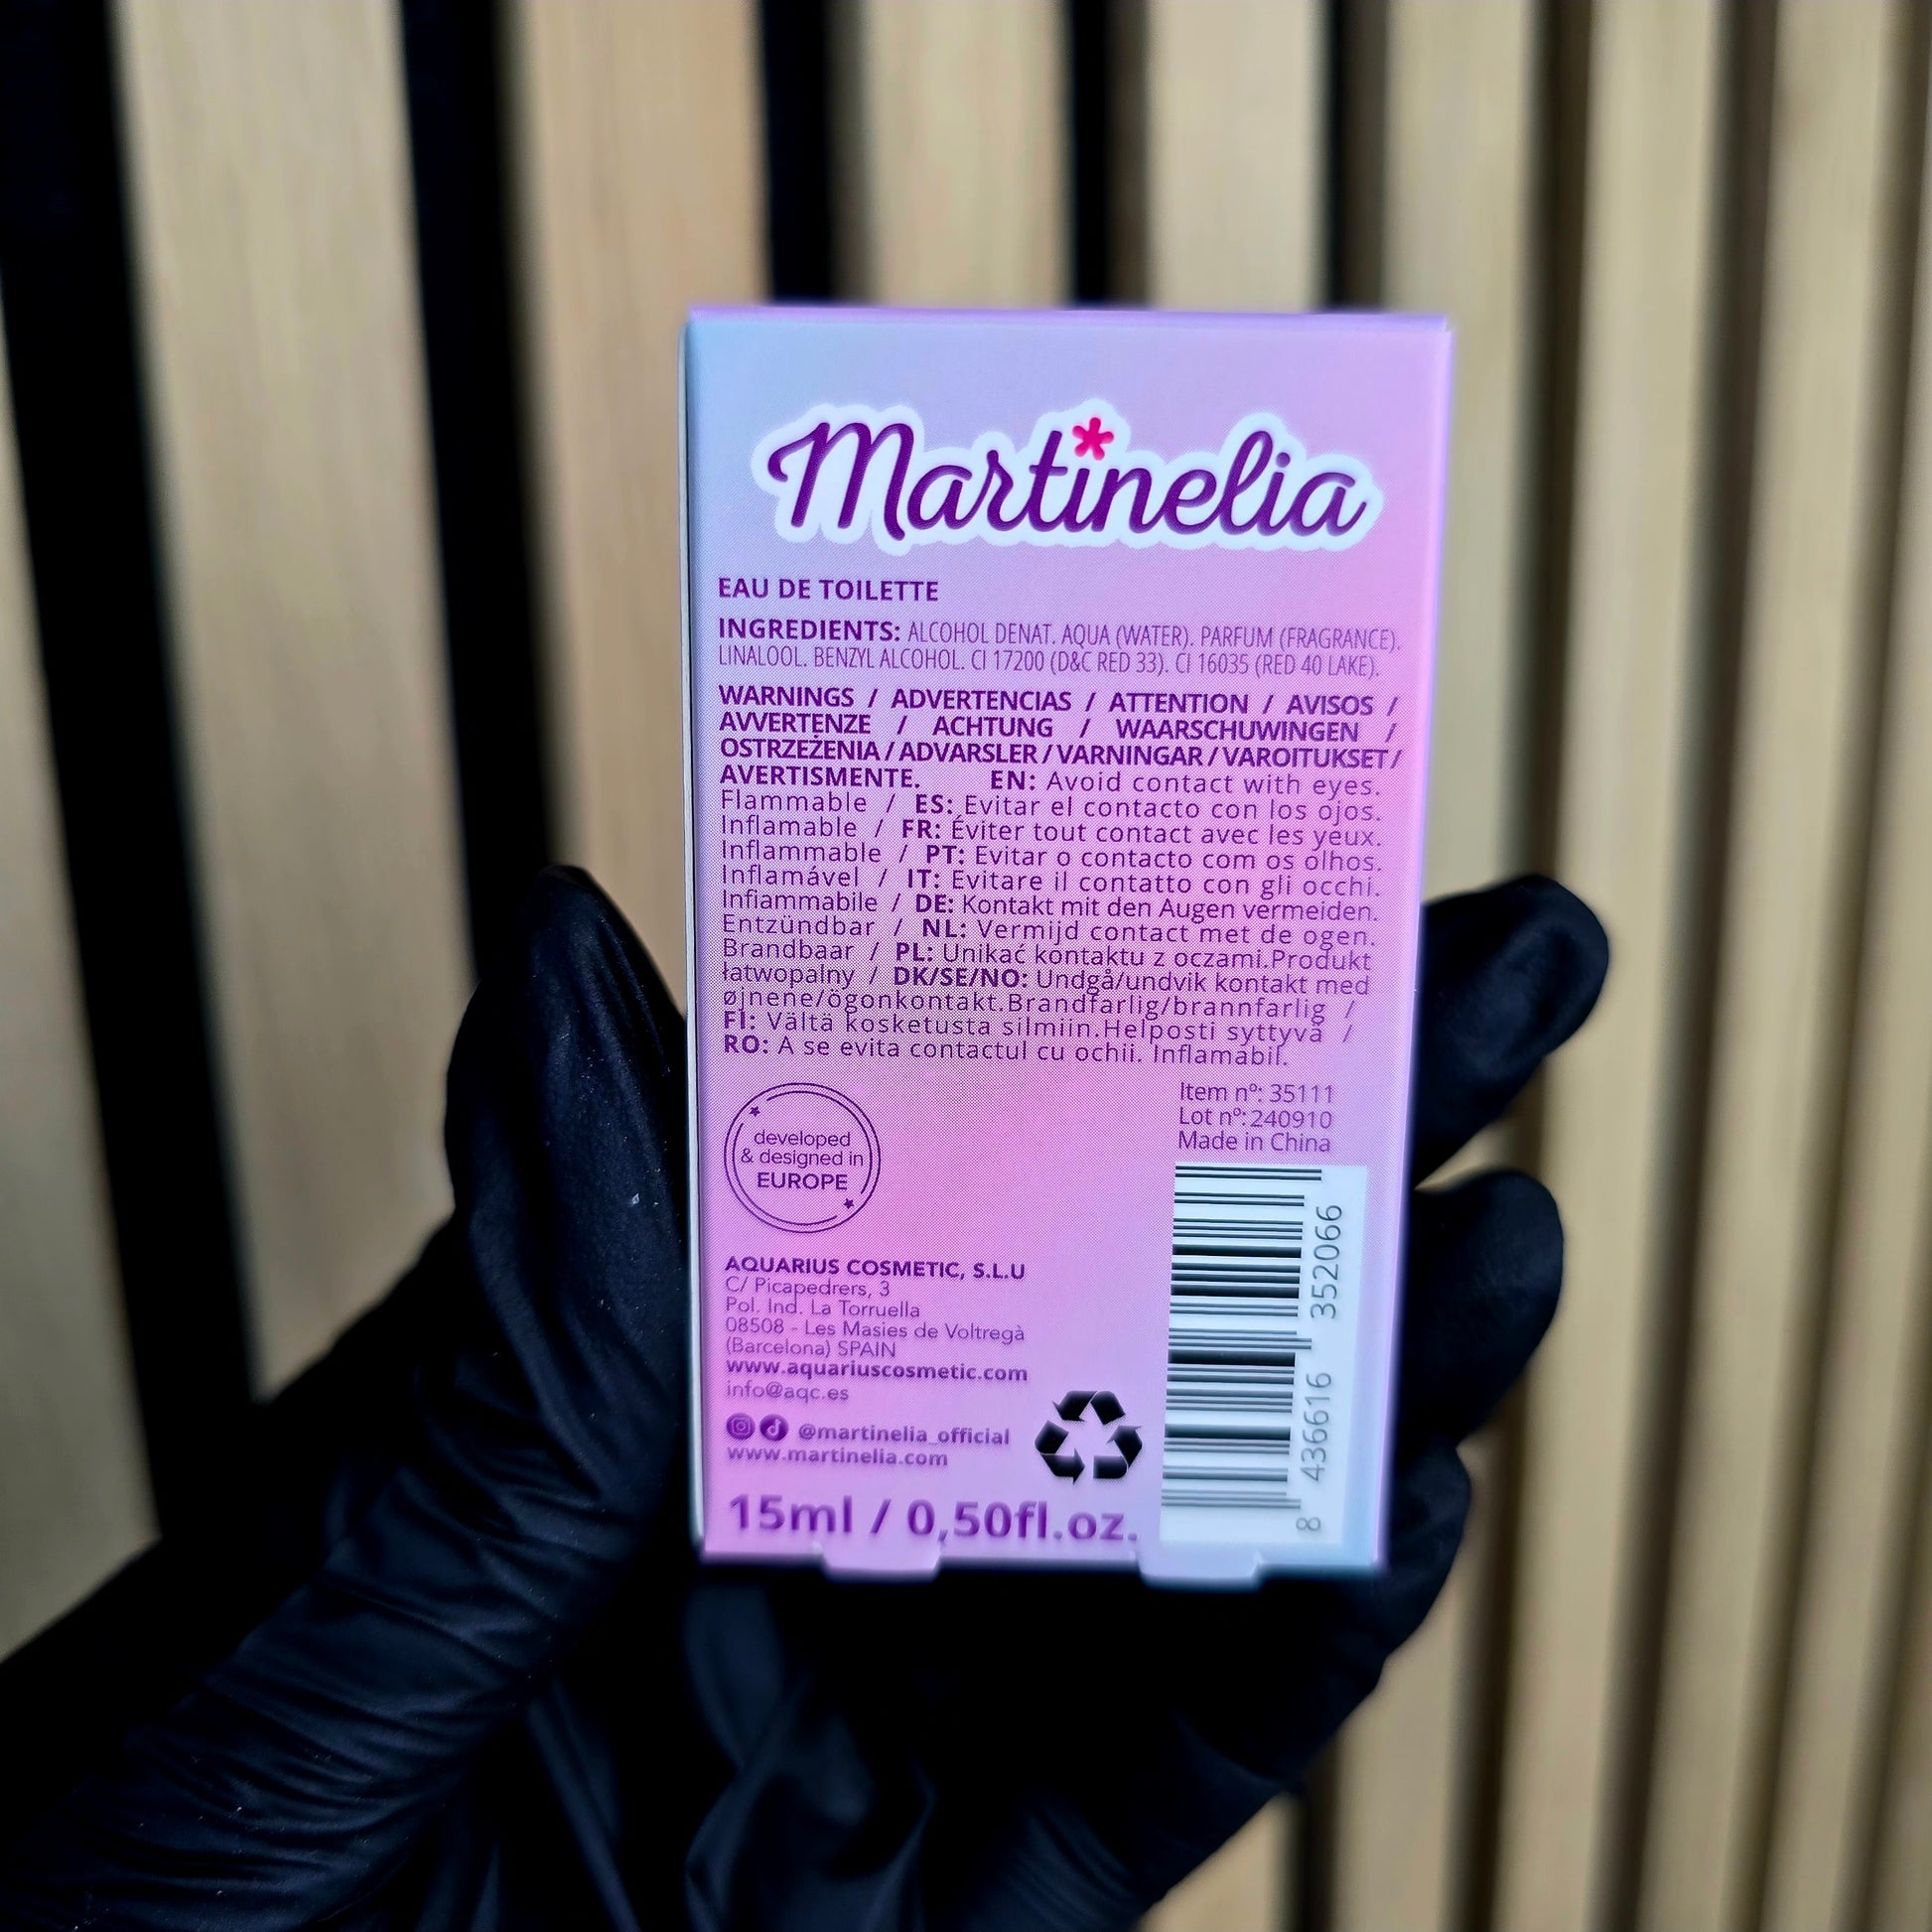 Martinelia
EAU DE TOILETTE
INGREDIENTS: ALCOHOL DENAT. AQUA (WATER). PARFUM (FRAGRANCE).
LINALOOL. BENZYL ALCOHOL. CI 17200 (D&C RED 33). CI 16035 (RED 40 LAKE).
WARNINGS / ADVERTENCIAS / ATTENTION / AVISOS /
AVVERTENZE / ACHTUNG / WAARSCHUWINGEN /
OSTRZEŻENIA / ADVARSLER / VARNINGAR / VAROITUKSET /
AVERTISMENTE. EN: Avoid contact with eyes.
Flammable / ES: Evitar el contacto con los ojos.
Inflamable / FR: Éviter tout contact avec les yeux.
Inflammable / PT: Evitar o contacto com os olhos.
Inflamável / IT: Evitare il contatto con gli occhi.
Infiammabile / DE: Kontakt mit den Augen vermeiden.
Entzündbar / NL: Vermijd contact met de ogen.
Brandbaar / PL: Unikać kontaktu z oczami.Produkt
łatwopalny / DK/SE/NO: Undgå/undvik kontakt med
øjnene/ögonkontakt.Brandfarlig/brannfarlig /
FI: Vältä kosketusta silmiin.Helposti syttyvä /
RO: A se evita contactul cu ochii. Inflamabil.
Item nº: 35111
Lot nº: 240910
Made in China
developed
& designed in
EUROPE
AQUARIUS COSMETIC, S.L.U
C/ Picapedrers, 3
Pol. Ind. La Torruella
08508 - Les Masies de Voltregà
(Barcelona) SPAIN
www.aquariuscosmetic.com
info@aqc.es
@martinelia_official
www.martinelia.com
15ml / 0,50fl.oz.
8 436616 352066